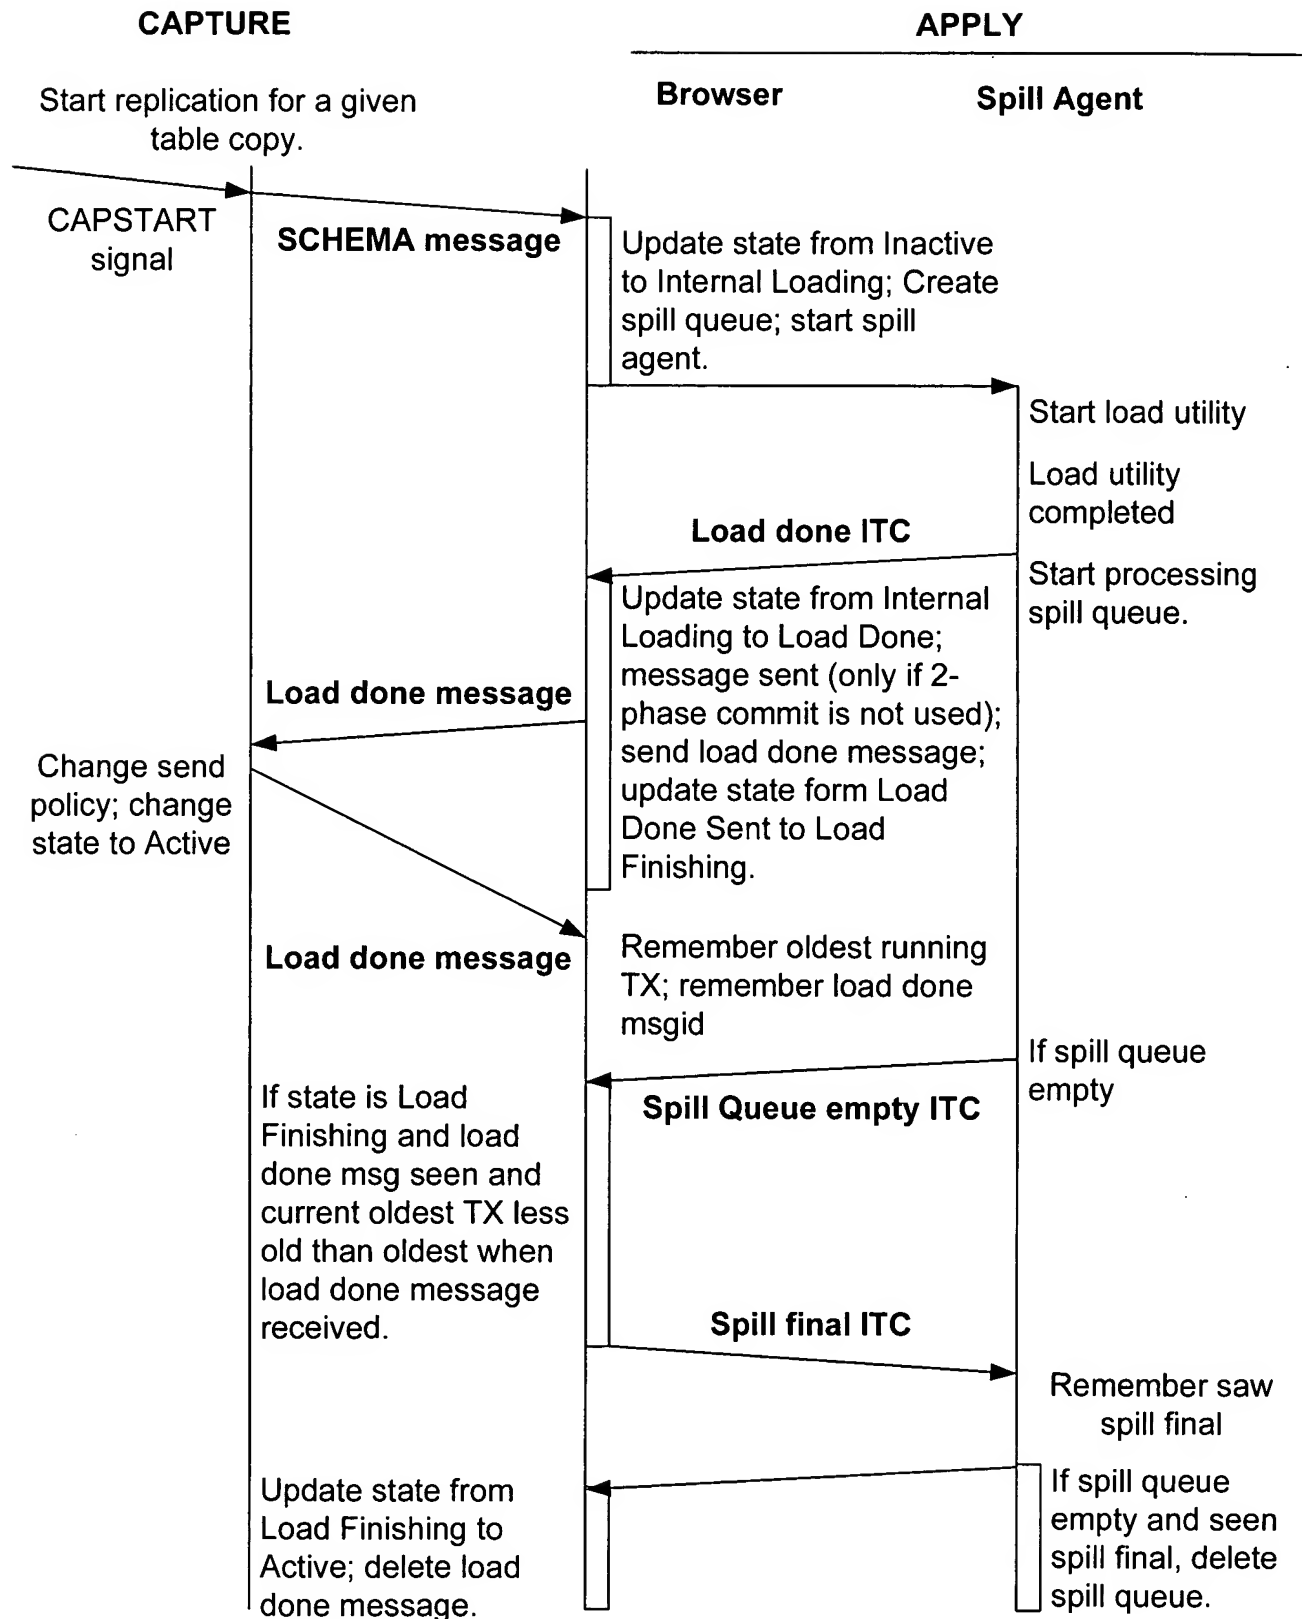 CAPTURE
APPLY
Browser
Spill Agent
Start replication for a given
table copy.
CAPSTART
signal
SCHEMA message
Update state from Inactive
to Internal Loading; Create
spill queue; start spill
agent.
Start load utility
Load utility
completed
Load done ITC
Start processing
spill queue.
Update state from Internal
Loading to Load Done;
message sent (only if 2-
phase commit is not used);
send load done message;
update state form Load
Done Sent to Load
Finishing.
Load done message
Change send
policy; change
state to Active
Load done message
Remember oldest running
TX; remember load done
msgid
If spill queue
empty
Spill Queue empty ITC
If state is Load
Finishing and load
done msg seen and
current oldest TX less
old than oldest when
load done message
received.
Spill final ITC
Remember saw
spill final
If spill queue
empty and seen
spill final, delete
spill queue.
Update state from
Load Finishing to
Active; delete load
done message.